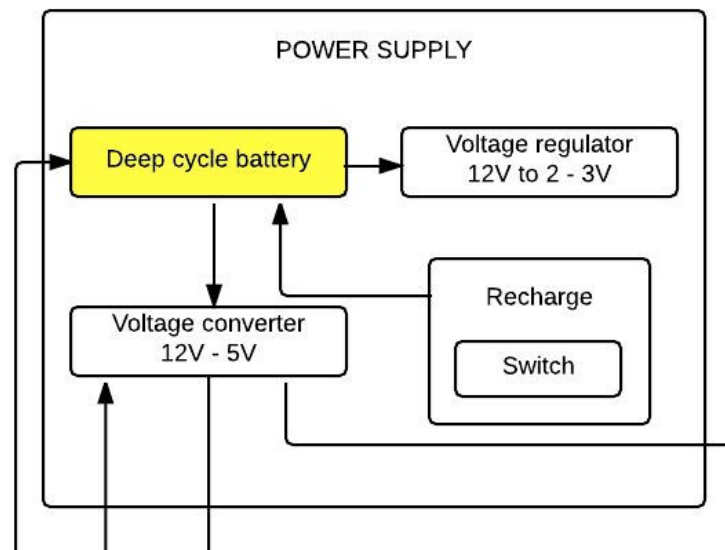 POWER SUPPLY
Deep cycle battery
Voltage regulator
12V to 2 - 3V
Voltage converter
12V - 5V
Recharge
Switch